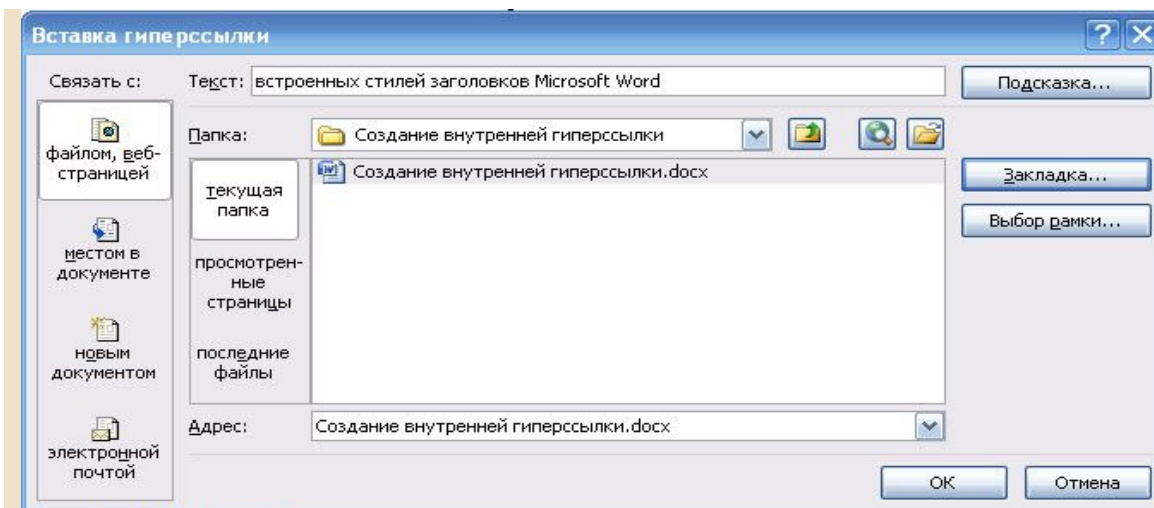 Вставка гиперссылки
Связать с:
Текст: встроенных стилей заголовков Microsoft Word
Подсказка...
файлом, веб-
страницей
Папка: Создание внутренней гиперссылки
текущая
папка
Создание внутренней гиперссылки.docx
Закладка...
Выбор рамки...
местом в
документе
просмотрен-
ные
страницы
новым
документом
последние
файлы
Адрес: Создание внутренней гиперссылки.docx
электронной
почтой
ОК
Отмена